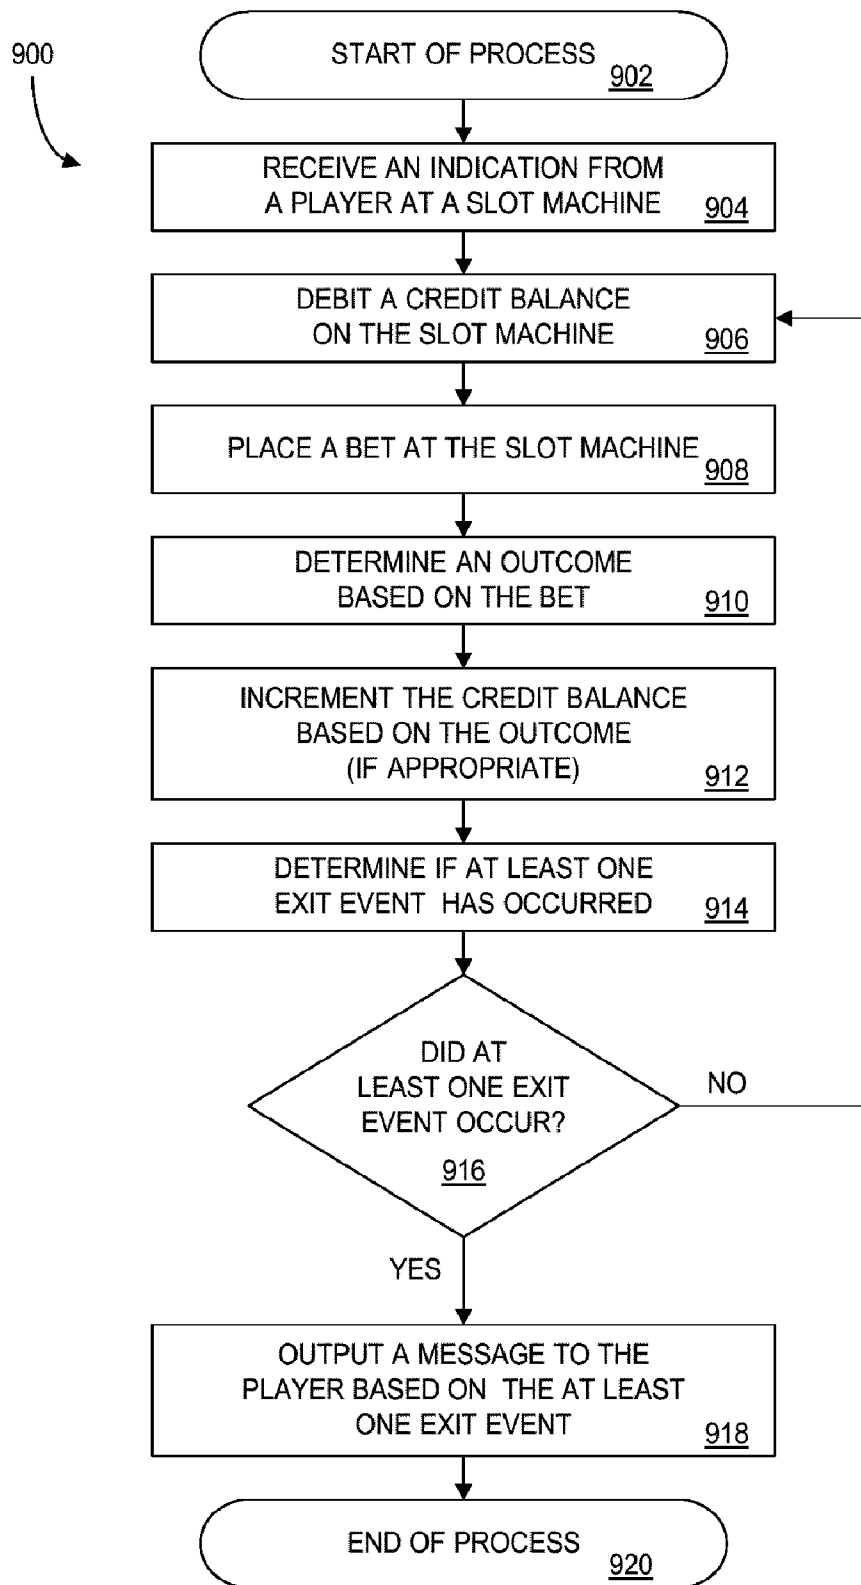 900
START OF PROCESS
902
RECEIVE AN INDICATION FROM
A PLAYER AT A SLOT MACHINE
904
DEBIT A CREDIT BALANCE
ON THE SLOT MACHINE
906
PLACE A BET AT THE SLOT MACHINE
908
DETERMINE AN OUTCOME
BASED ON THE BET
910
INCREMENT THE CREDIT BALANCE
BASED ON THE OUTCOME
(IF APPROPRIATE)
912
DETERMINE IF AT LEAST ONE
EXIT EVENT HAS OCCURRED
914
DID AT
LEAST ONE EXIT
EVENT OCCUR?
916
NO
YES
OUTPUT A MESSAGE TO THE
PLAYER BASED ON THE AT LEAST
ONE EXIT EVENT
918
END OF PROCESS
920